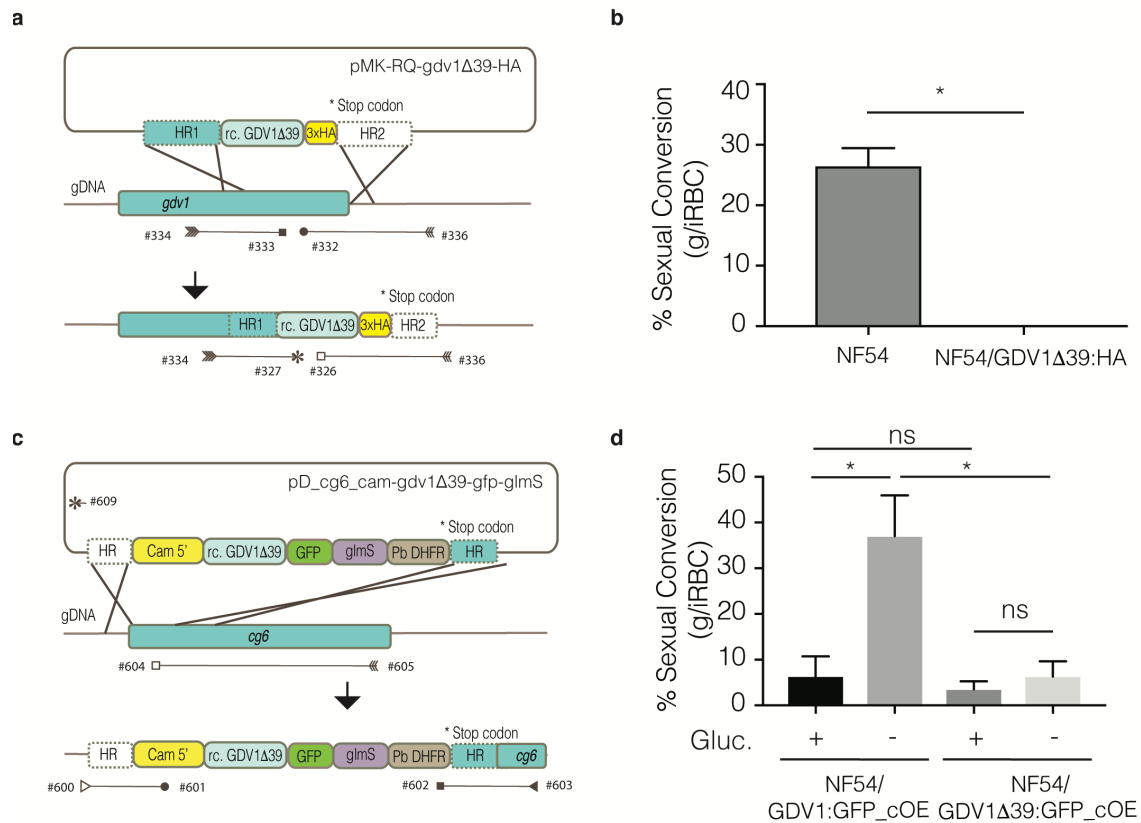 a
pMK-RQ-gdv1Δ39-HA
* Stop codon
HR1
rc. GDV1Δ39
3xHA
HR2
gDNA
gdv1
#334
#333
#332
#336
* Stop codon
HR1
rc. GDV1Δ39
3xHA
HR2
#334
#327
#326
#336
b
% Sexual Conversion
(g/iRBC)
40
30
20
10
0
*
NF54
NF54/GDV1Δ39:HA
c
pD_cg6_cam-gdv1Δ39-gfp-glmS
#609
* Stop codon
HR
Cam 5'
rc. GDV1Δ39
GFP
glmS
Pb DHFR
HR
gDNA
cg6
#604
#605
* Stop codon
HR
Cam 5'
rc. GDV1Δ39
GFP
glmS
Pb DHFR
HR
cg6
#600
#601
#602
#603
d
% Sexual Conversion
(g/iRBC)
50
40
30
20
10
0
ns
*
*
ns
Gluc.
+
-
+
-
NF54/
GDV1:GFP_cOE
NF54/
GDV1Δ39:GFP_cOE